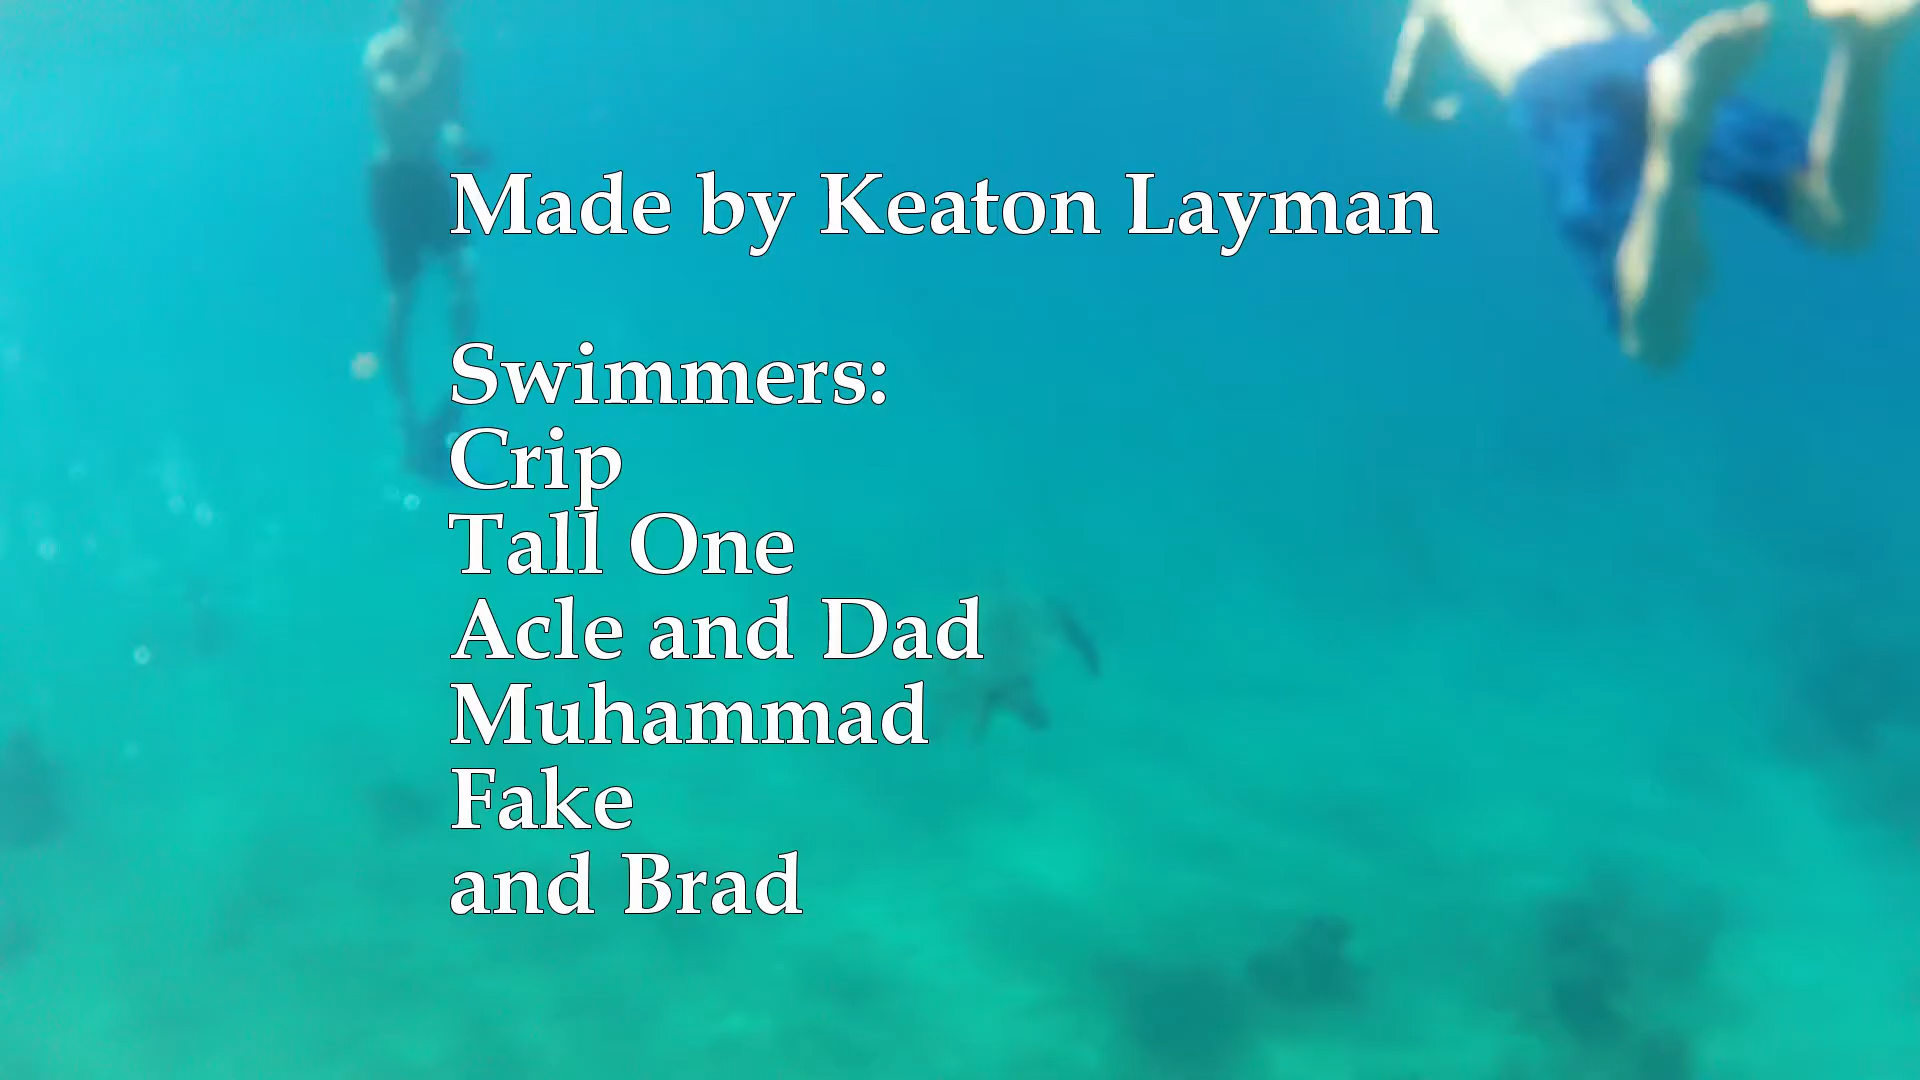 Made by Keaton Layman
Swimmers:
Crip
Tall One
Acle and Dad
Muhammad
Fake
and Brad